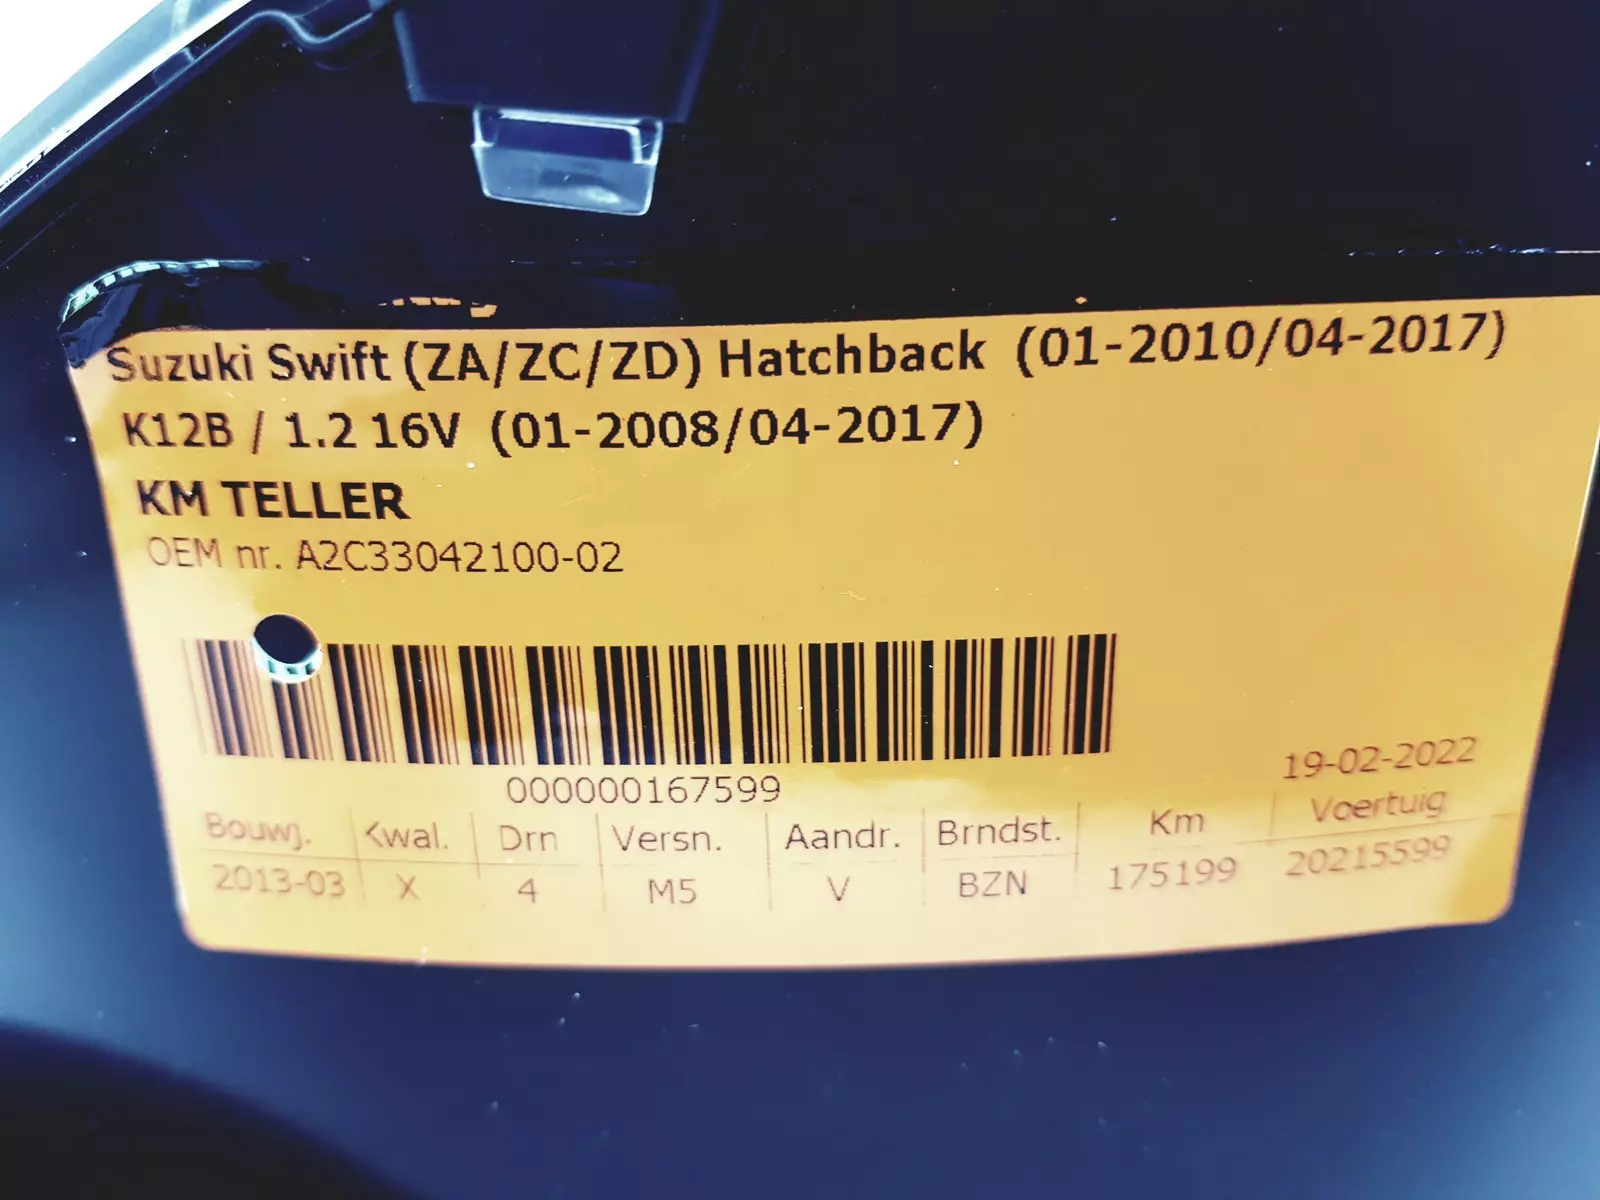 Suzuki Swift (ZA/ZC/ZD) Hatchback (01-2010/04-2017)
K12B / 1.2 16V (01-2008/04-2017)
KM TELLER
OEM nr. A2C33042100-02
000000167599
19-02-2022
Bouwj. Kwal. Drn Versn. Aandr. Brndst. Km Voertuig
2013-03 X 4 M5 V BZN 175199 20215599